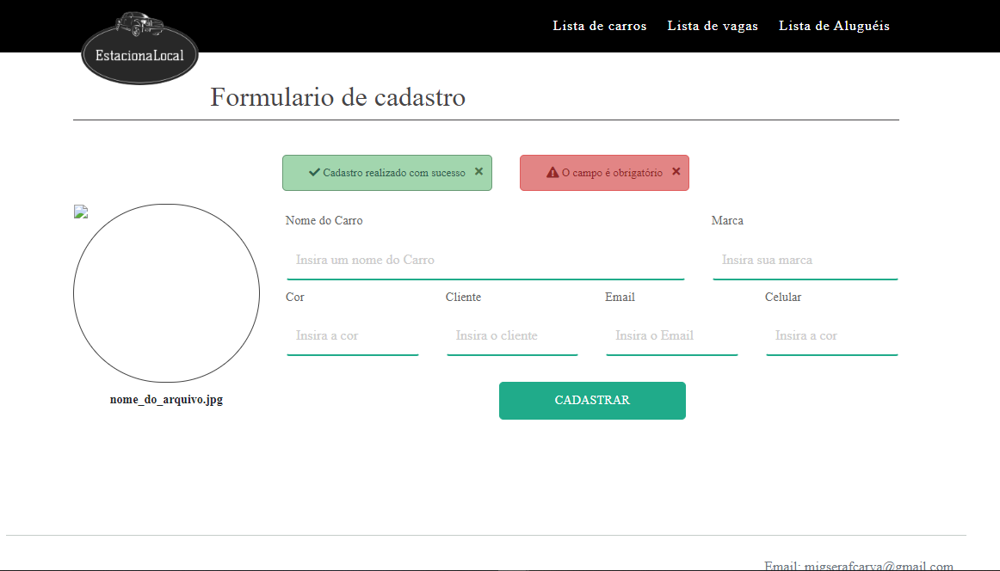 EstacionaLocal
Lista de carros Lista de vagas Lista de Aluguéis
Formulario de cadastro
Cadastro realizado com sucesso
O campo é obrigatório
Nome do Carro
Marca
Insira um nome do Carro
Insira sua marca
Cor
Cliente
Email
Celular
Insira a cor
Insira o cliente
Insira o Email
Insira a cor
nome_do_arquivo.jpg
CADASTRAR
Email: migserafcarva@gmail.com